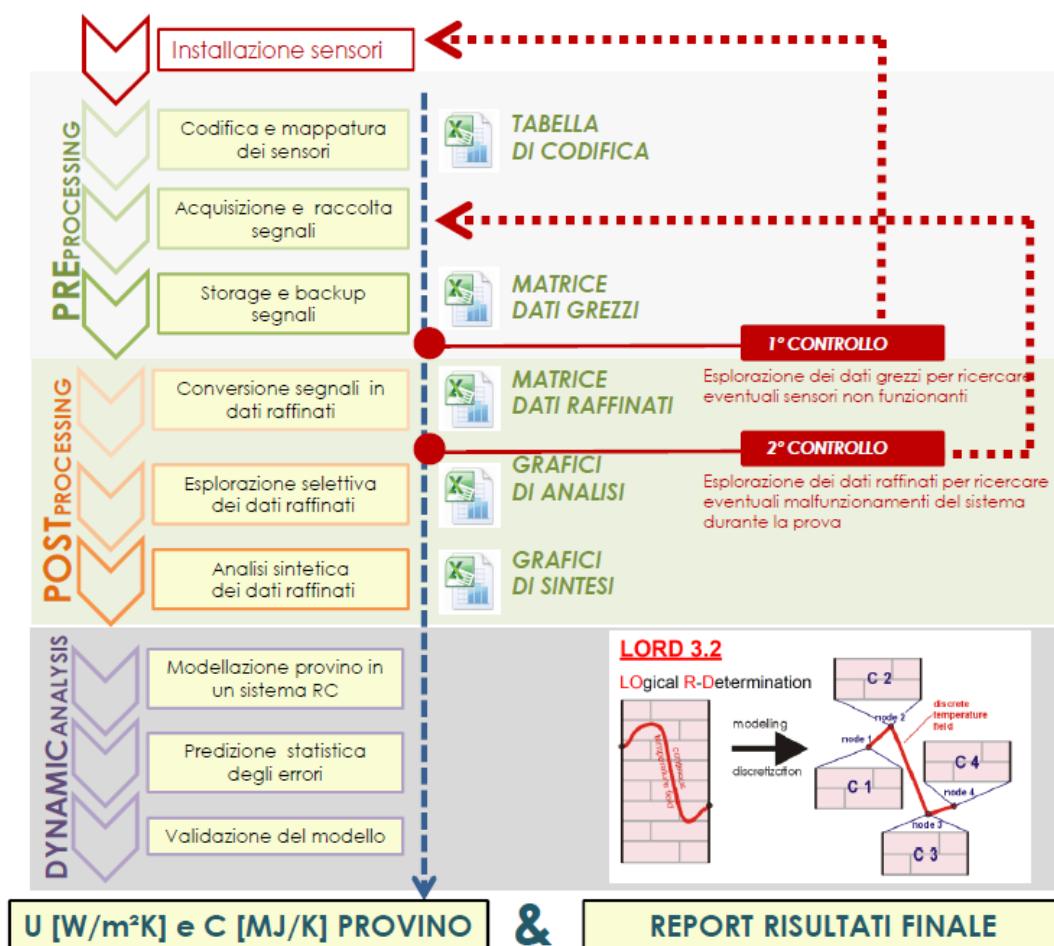 Installazione sensori
PREPROCESSING
Codifica e mappatura
dei sensori
TABELLA
DI CODIFICA
Acquisizione e raccolta
segnali
Storage e backup
segnali
MATRICE
DATI GREZZI
1° CONTROLLO
Esplorazione dei dati grezzi per ricercare
eventuali sensori non funzionanti
POSTPROCESSING
Conversione segnali in
dati raffinati
MATRICE
DATI RAFFINATI
2° CONTROLLO
Esplorazione dei dati raffinati per ricercare
eventuali malfunzionamenti del sistema
durante la prova
Esplorazione selettiva
dei dati raffinati
GRAFICI
DI ANALISI
Analisi sintetica
dei dati raffinati
GRAFICI
DI SINTESI
DYNAMICANALYSIS
Modellazione provino in
un sistema RC
Predizione statistica
degli errori
Validazione del modello
LORD 3.2
LOgical R-Determination
continuous
temperature field
modeling
discretization
C 2
node 2
discrete
temperature
field
node 1
C 1
C 4
node 4
node 3
C 3
U [W/m²K] e C [MJ/K] PROVINO
&
REPORT RISULTATI FINALE